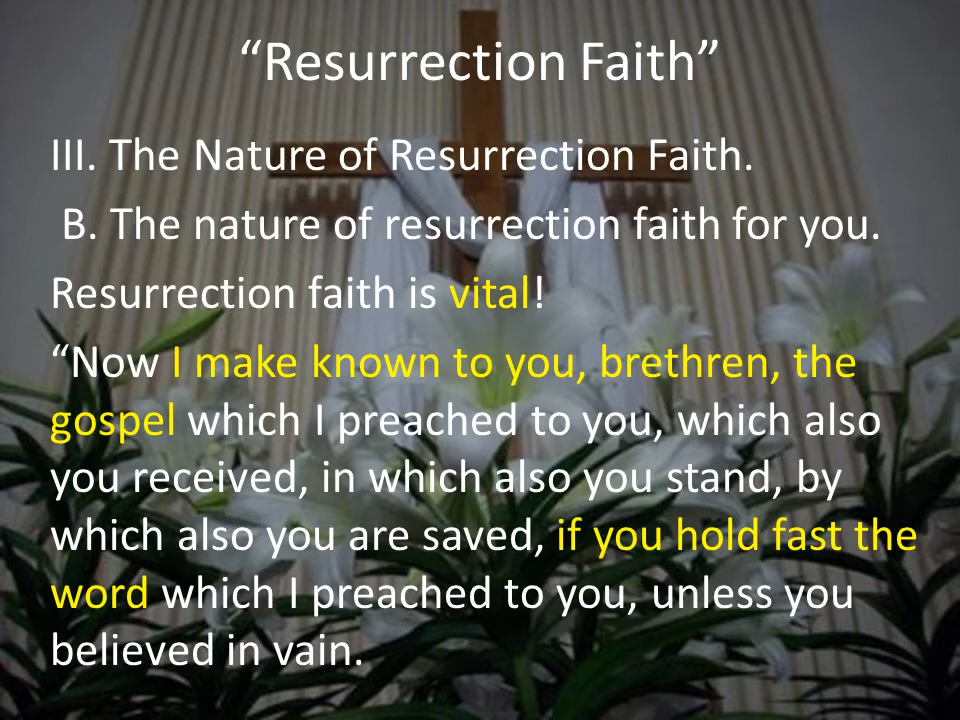 “Resurrection Faith”
III. The Nature of Resurrection Faith.
B. The nature of resurrection faith for you.
Resurrection faith is vital!
“Now I make known to you, brethren, the
gospel which I preached to you, which also
you received, in which also you stand, by
which also you are saved, if you hold fast the
word which I preached to you, unless you
believed in vain.